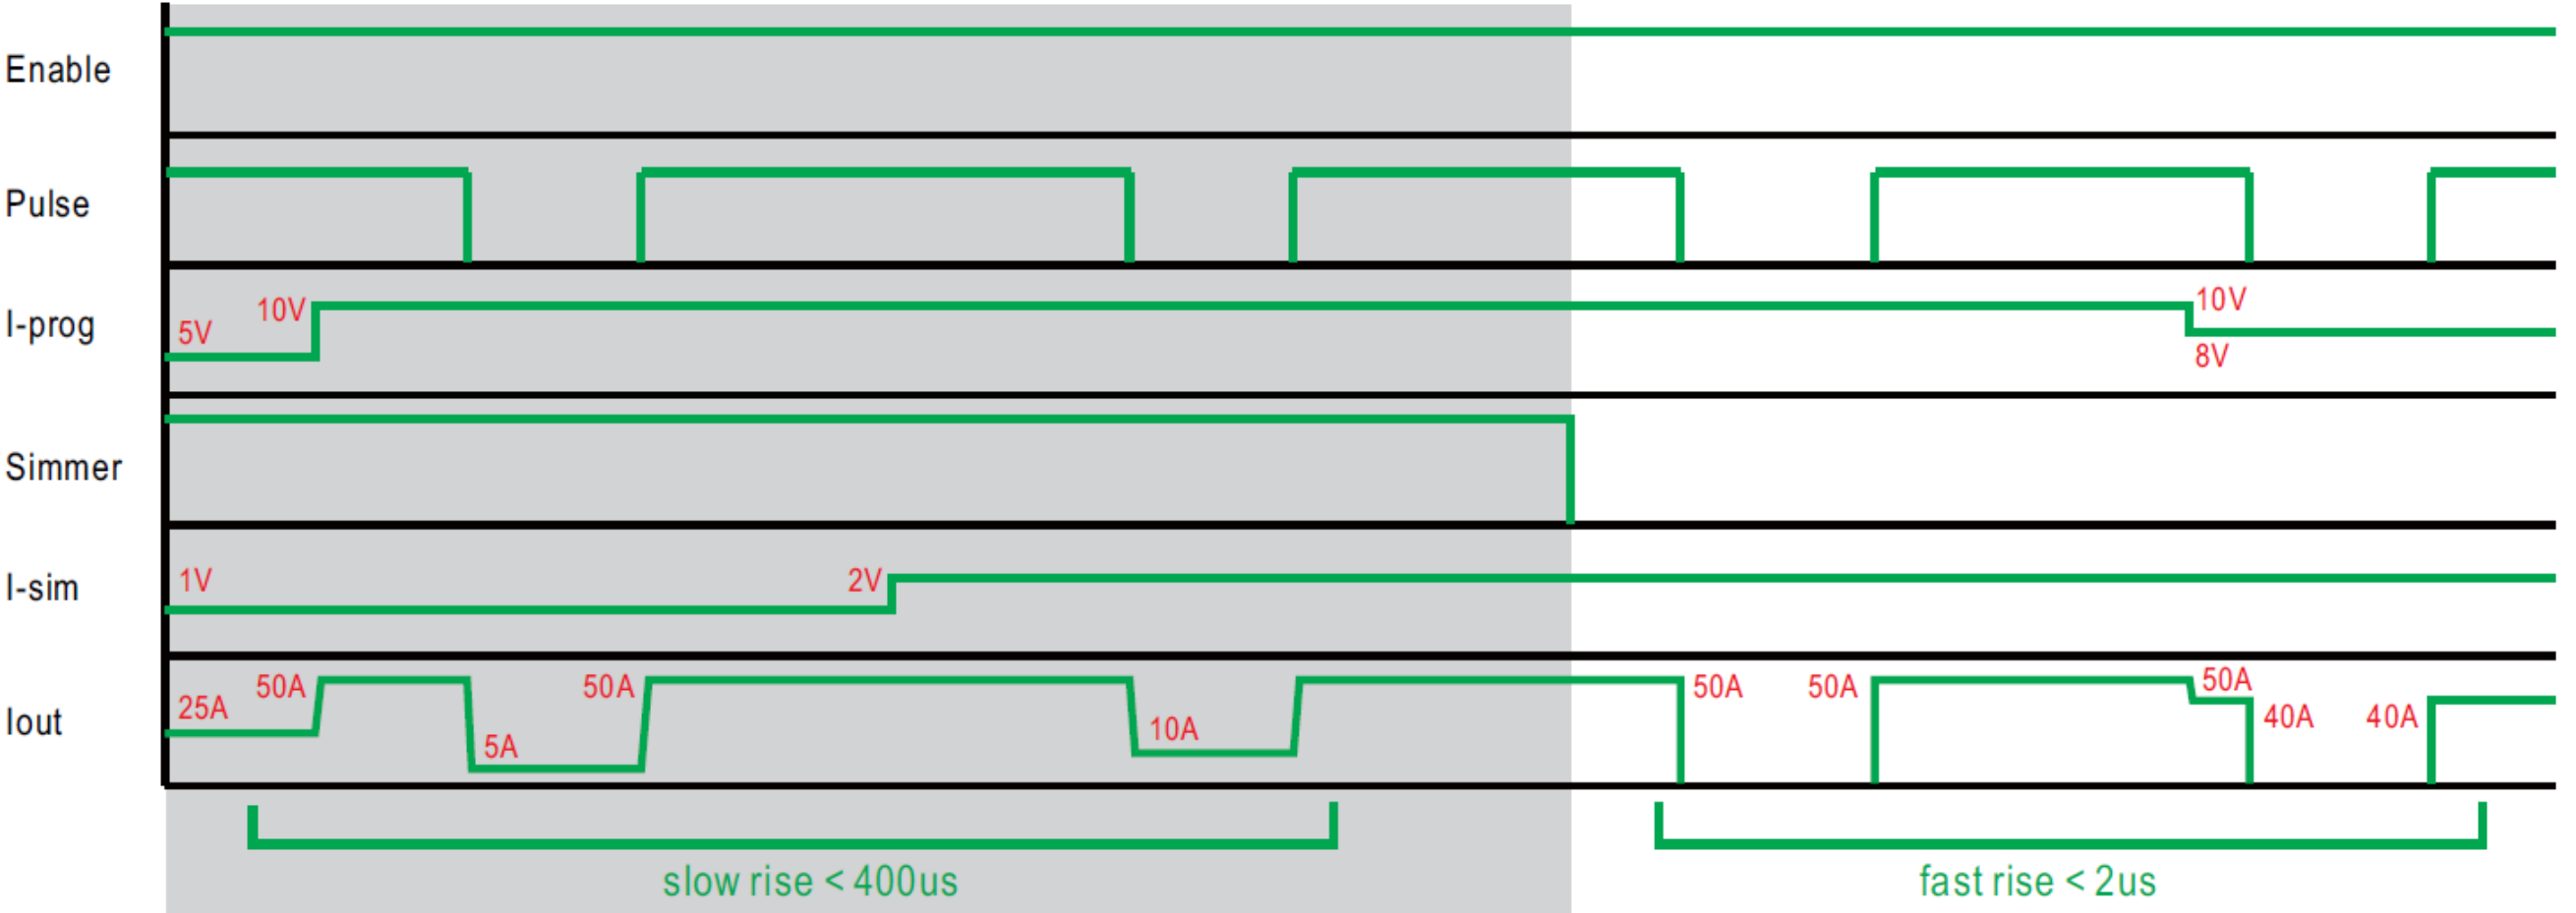 Enable
Pulse
I-prog
5V
10V
10V
8V
Simmer
I-sim
1V
2V
Iout
25A
50A
5A
50A
10A
50A
50A
50A
40A
40A
slow rise < 400us
fast rise < 2us